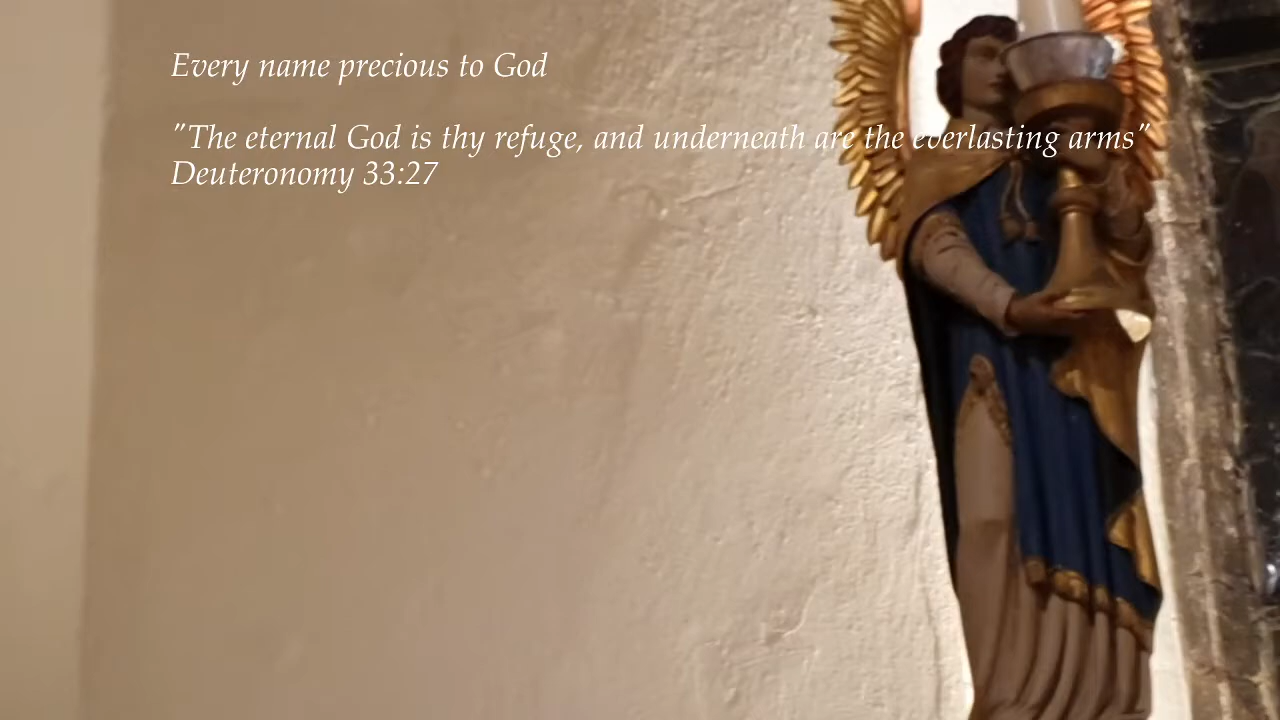 Every name precious to God
"The eternal God is thy refuge, and underneath are the everlasting arms"
Deuteronomy 33:27